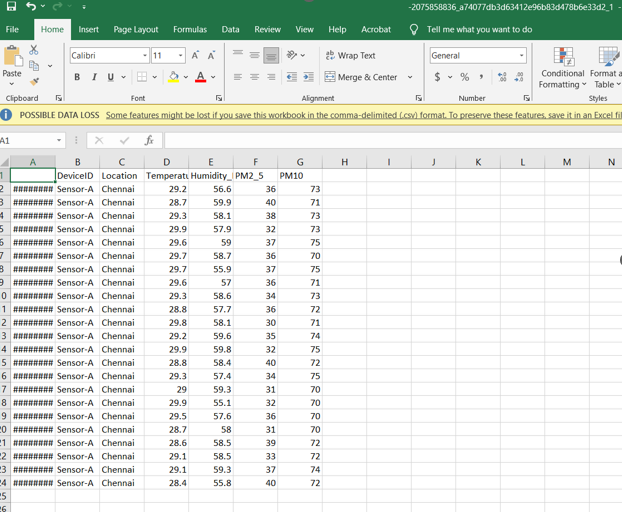 -2075858836_a74077db3d63412e96b83d478b6e33d2_1 -
File Home Insert Page Layout Formulas Data Review View Help Acrobat Tell me what you want to do
Calibri 11 A A Wrap Text General Conditional Format a
Paste B I U A Merge & Center $ % , Formatting Table
Clipboard Font Alignment Number Styles
POSSIBLE DATA LOSS Some features might be lost if you save this workbook in the comma-delimited (.csv) format. To preserve these features, save it in an Excel fil
A1 fx
A B C D E F G H I J K L M N
1 DeviceID Location Temperatu Humidity_ PM2_5 PM10
2 ######## Sensor-A Chennai 29.2 56.6 36 73
3 ######## Sensor-A Chennai 28.7 59.9 40 71
4 ######## Sensor-A Chennai 29.3 58.1 38 73
5 ######## Sensor-A Chennai 29.9 57.9 32 73
6 ######## Sensor-A Chennai 29.6 59 37 75
7 ######## Sensor-A Chennai 29.7 58.7 36 70
8 ######## Sensor-A Chennai 29.7 55.9 37 75
9 ######## Sensor-A Chennai 29.6 57 36 71
0 ######## Sensor-A Chennai 29.3 58.6 34 73
1 ######## Sensor-A Chennai 28.8 57.7 36 72
2 ######## Sensor-A Chennai 29.8 58.1 30 71
3 ######## Sensor-A Chennai 29.2 59.6 35 74
4 ######## Sensor-A Chennai 29.9 59.8 32 75
5 ######## Sensor-A Chennai 28.8 58.4 40 72
6 ######## Sensor-A Chennai 29.3 57.4 34 75
7 ######## Sensor-A Chennai 29 59.3 31 70
8 ######## Sensor-A Chennai 29.9 55.1 32 70
9 ######## Sensor-A Chennai 29.5 57.6 36 70
20 ######## Sensor-A Chennai 28.7 58 31 70
21 ######## Sensor-A Chennai 28.6 58.5 39 72
22 ######## Sensor-A Chennai 29.1 58.5 33 72
23 ######## Sensor-A Chennai 29.1 59.3 37 74
24 ######## Sensor-A Chennai 28.4 55.8 40 72
25
26